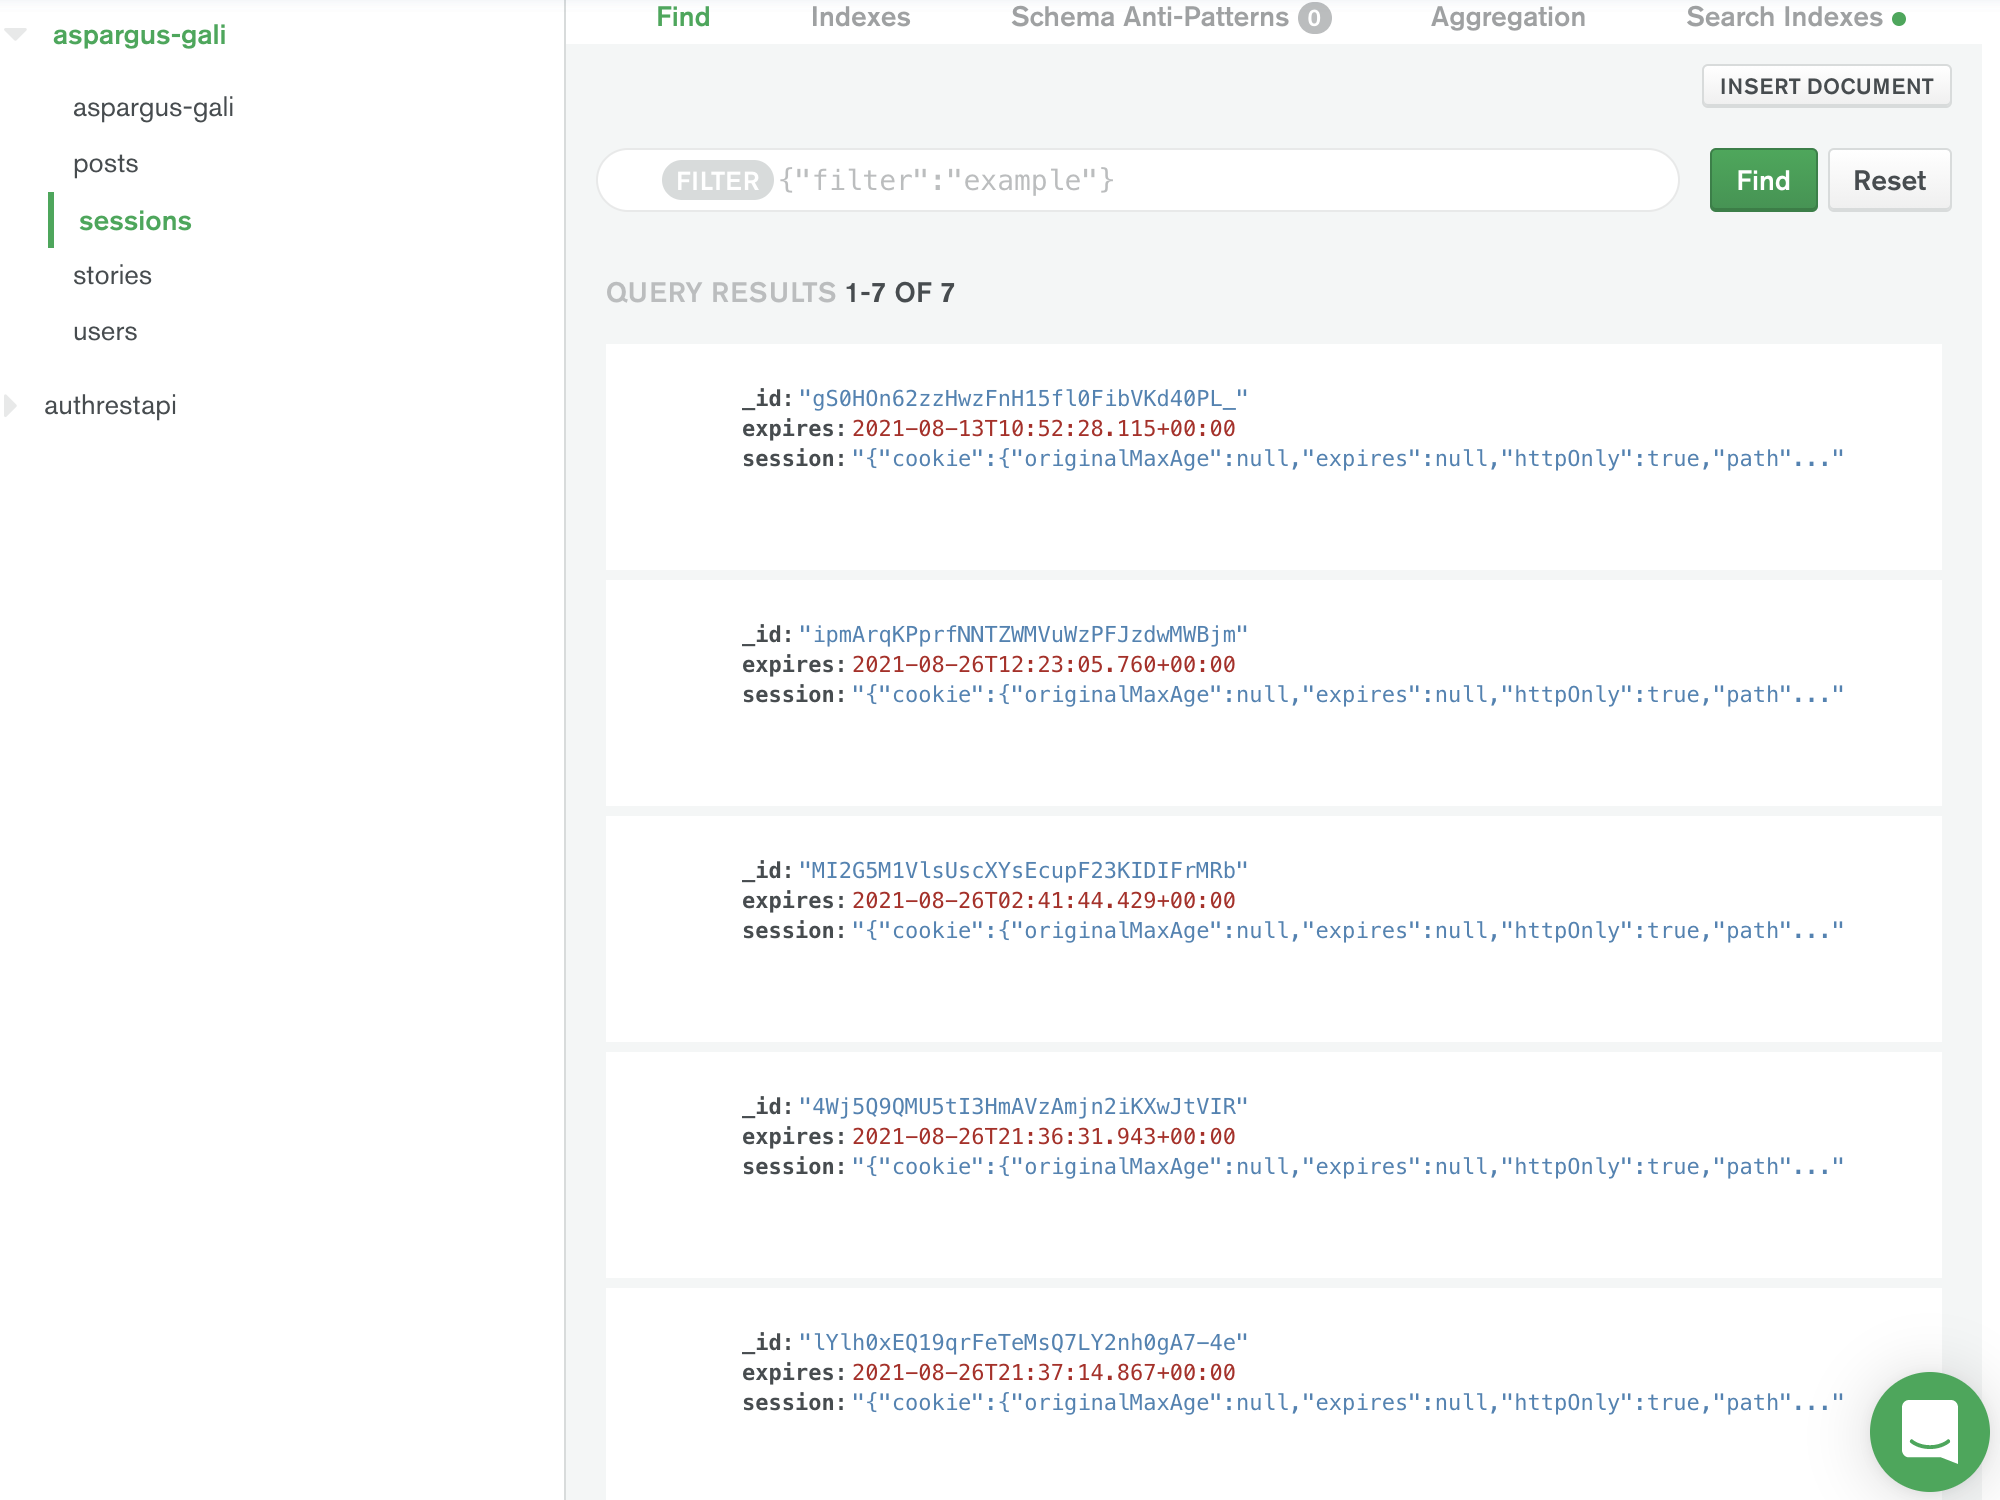 aspargus-gali
aspargus-gali
posts
sessions
stories
users
authrestapi
Find Indexes Schema Anti-Patterns 0 Aggregation Search Indexes
INSERT DOCUMENT
FILTER {"filter":"example"} Find Reset
QUERY RESULTS 1-7 OF 7
_id: "gS0HOn62zzHwzFnH15fl0FibVKd40PL_"
expires: 2021-08-13T10:52:28.115+00:00
session: "{"cookie":{"originalMaxAge":null,"expires":null,"httpOnly":true,"path"..."
_id: "ipmArqKPprfNNTZWMVuWzPFJzdwMWBjm"
expires: 2021-08-26T12:23:05.760+00:00
session: "{"cookie":{"originalMaxAge":null,"expires":null,"httpOnly":true,"path"..."
_id: "MI2G5M1VlsUscXYsEcupF23KIDIFrMRb"
expires: 2021-08-26T02:41:44.429+00:00
session: "{"cookie":{"originalMaxAge":null,"expires":null,"httpOnly":true,"path"..."
_id: "4Wj5Q9QMU5tI3HmAVzAmjn2iKXwJtVIR"
expires: 2021-08-26T21:36:31.943+00:00
session: "{"cookie":{"originalMaxAge":null,"expires":null,"httpOnly":true,"path"..."
_id: "lYlh0xEQ19qrFeTeMsQ7LY2nh0gA7-4e"
expires: 2021-08-26T21:37:14.867+00:00
session: "{"cookie":{"originalMaxAge":null,"expires":null,"httpOnly":true,"path"..."